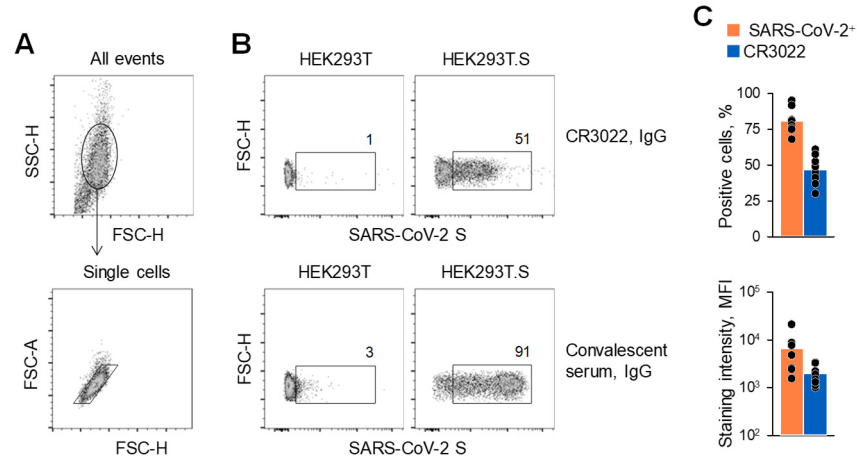 A
All events
SSC-H
FSC-H
Single cells
FSC-A
FSC-H
B
HEK293T
HEK293T.S
FSC-H
1
51
CR3022, IgG
SARS-CoV-2 S
HEK293T
HEK293T.S
FSC-H
3
91
Convalescent
serum, IgG
SARS-CoV-2 S
C
SARS-CoV-2⁺
CR3022
Positive cells, %
100
75
50
25
0
Staining intensity, MFI
10⁵
10⁴
10³
10²